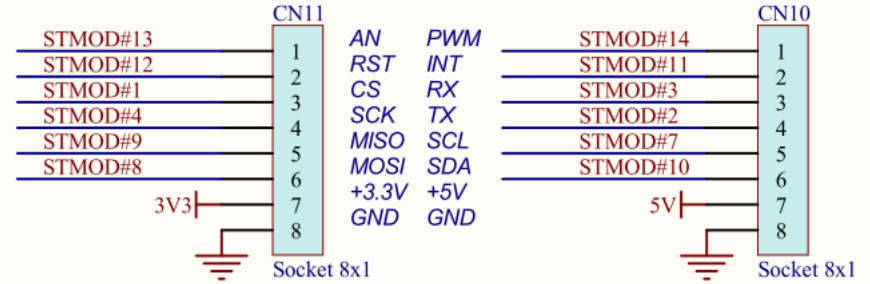 CN11 CN10
STMOD#13 1 AN PWM STMOD#14 1
STMOD#12 2 RST INT STMOD#11 2
STMOD#1 3 CS RX STMOD#3 3
STMOD#4 4 SCK TX STMOD#2 4
STMOD#9 5 MISO SCL STMOD#7 5
STMOD#8 6 MOSI SDA STMOD#10 6
3V3 7 +3.3V +5V 5V 7
8 GND GND 8
Socket 8x1 Socket 8x1